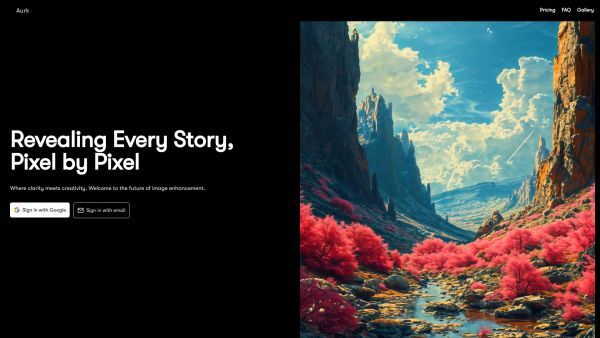 Aurk
Pricing FAQ Gallery
Revealing Every Story,
Pixel by Pixel
Where clarity meets creativity. Welcome to the future of image enhancement.
Sign in with Google
Sign in with email